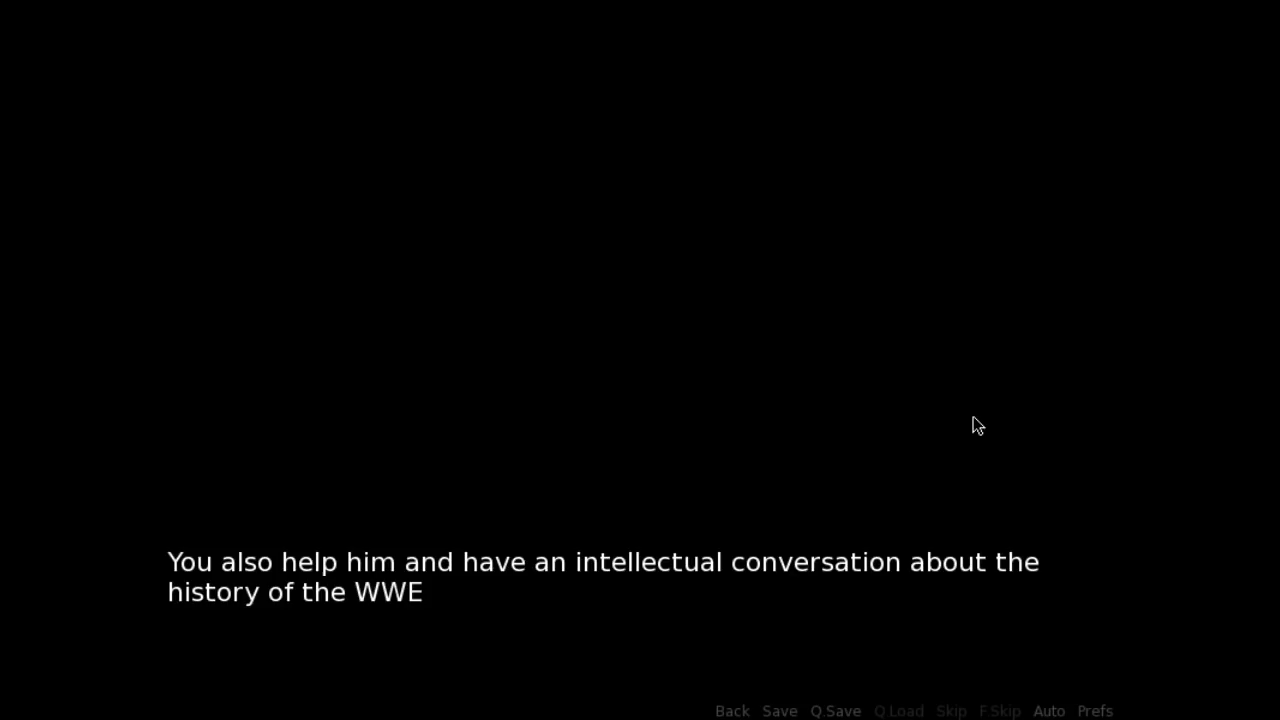 You also help him and have an intellectual conversation about the
history of the WWE
Back Save Q.Save Q.Load Skip F.Skip Auto Prefs